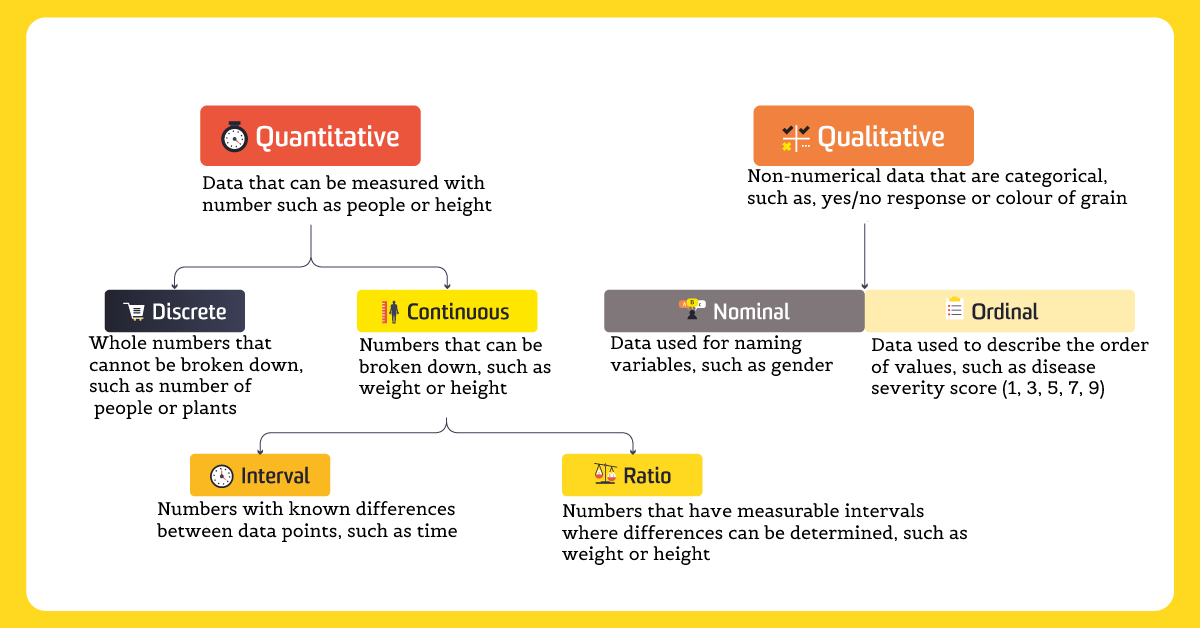 Quantitative
Data that can be measured with
number such as people or height
Qualitative
Non-numerical data that are categorical,
such as, yes/no response or colour of grain
Discrete
Whole numbers that
cannot be broken down,
such as number of
people or plants
Continuous
Numbers that can be
broken down, such as
weight or height
Nominal
Data used for naming
variables, such as gender
Ordinal
Data used to describe the order
of values, such as disease
severity score (1, 3, 5, 7, 9)
Interval
Numbers with known differences
between data points, such as time
Ratio
Numbers that have measurable intervals
where differences can be determined, such as
weight or height